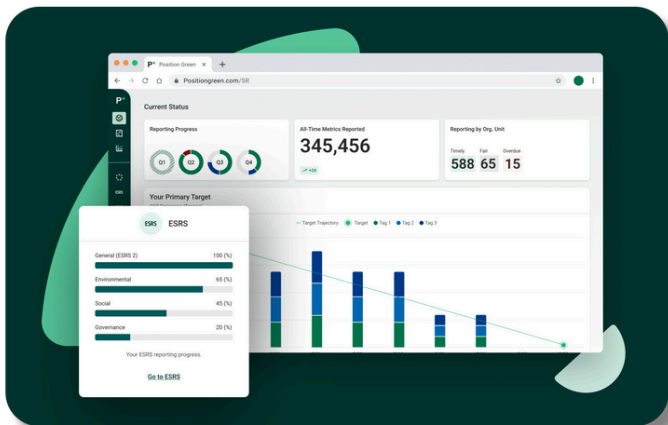 P+ Position Green
Positiongreen.com/SR
P+
Current Status
Reporting Progress
Q1
Q2
Q3
Q4
All-Time Metrics Reported
345,456
Reporting by Org. Unit
Timely Fair Overdue
588 65 15
ESRS
Your Primary Target
Target Trajectory Target Tag 1 Tag 2 Tag 3
ESRS ESRS
General (ESRS 2) 100 (%)
Environmental 65 (%)
Social 45 (%)
Governance 20 (%)
Your ESRS reporting progress.
Go to ESRS